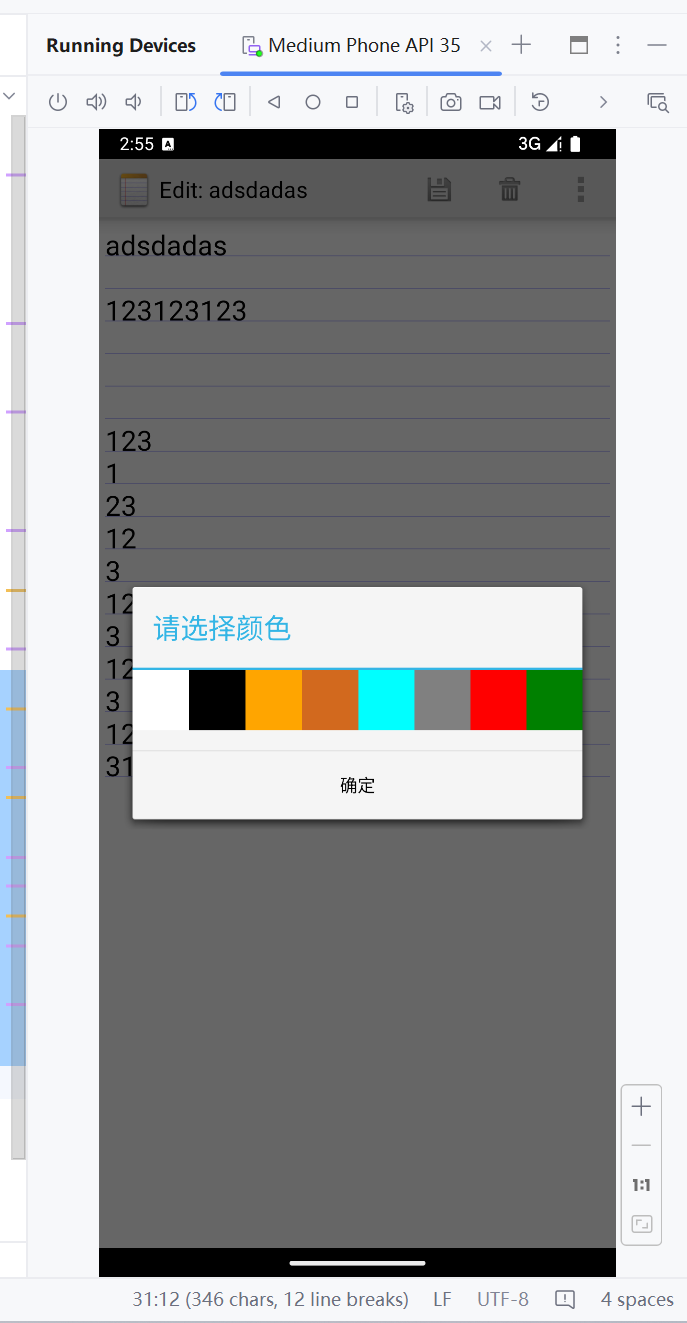 Running Devices
Medium Phone API 35
2:55 A
3G
Edit: adsdadas
adsdadas
123123123
123
1
23
12
3
12
3
请选择颜色
12
3
12
31
确定
1:1
31:12 (346 chars, 12 line breaks) LF UTF-8 4 spaces